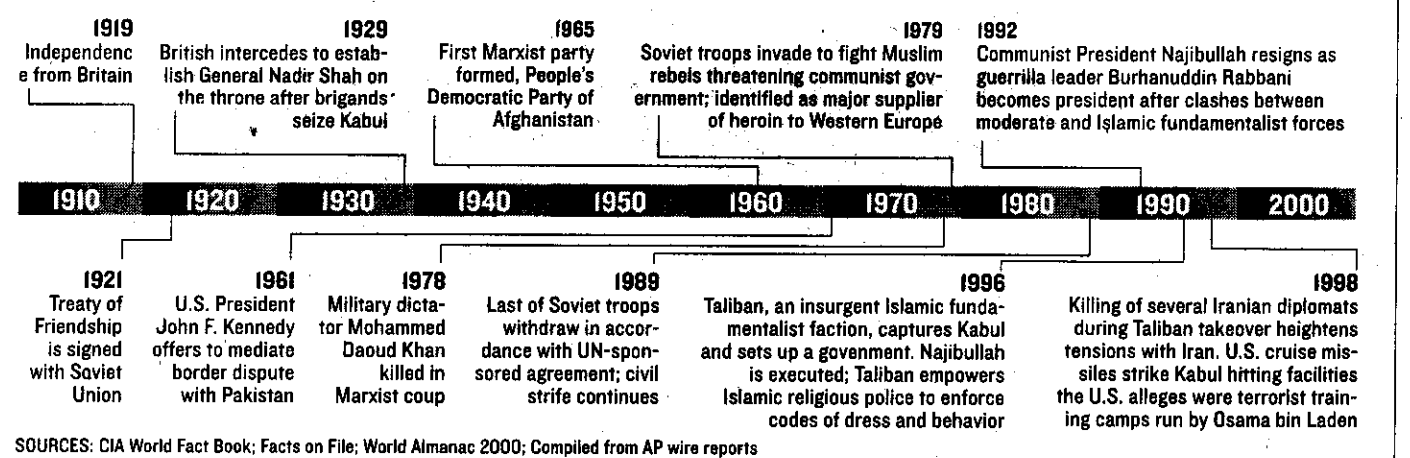 1919
Independenc
e from Britain
1929
British intercedes to estab-
lish General Nadir Shah on
the throne after brigands
seize Kabul
1965
First Marxist party
formed, People's
Democratic Party of
Afghanistan
1979
Soviet troops invade to fight Muslim
rebels threatening communist gov-
ernment; identified as major supplier
of heroin to Western Europe
1992
Communist President Najibullah resigns as
guerrilla leader Burhanuddin Rabbani
becomes president after clashes between
moderate and Islamic fundamentalist forces
1910 1920 1930 1940 1950 1960 1970 1980 1990 2000
1921
Treaty of
Friendship
is signed
with Soviet
Union
1961
U.S. President
John F. Kennedy
offers to mediate
border dispute
with Pakistan
1978
Military dicta-
tor Mohammed
Daoud Khan
killed in
Marxist coup
1989
Last of Soviet troops
withdraw in accor-
dance with UN-spon-
sored agreement; civil
strife continues
1996
Taliban, an insurgent Islamic funda-
mentalist faction, captures Kabul
and sets up a govenment. Najibullah
is executed; Taliban empowers
Islamic religious police to enforce
codes of dress and behavior
1998
Killing of several Iranian diplomats
during Taliban takeover heightens
tensions with Iran. U.S. cruise mis-
siles strike Kabul hitting facilities
the U.S. alleges were terrorist train-
ing camps run by Osama bin Laden
SOURCES: CIA World Fact Book; Facts on File; World Almanac 2000; Compiled from AP wire reports